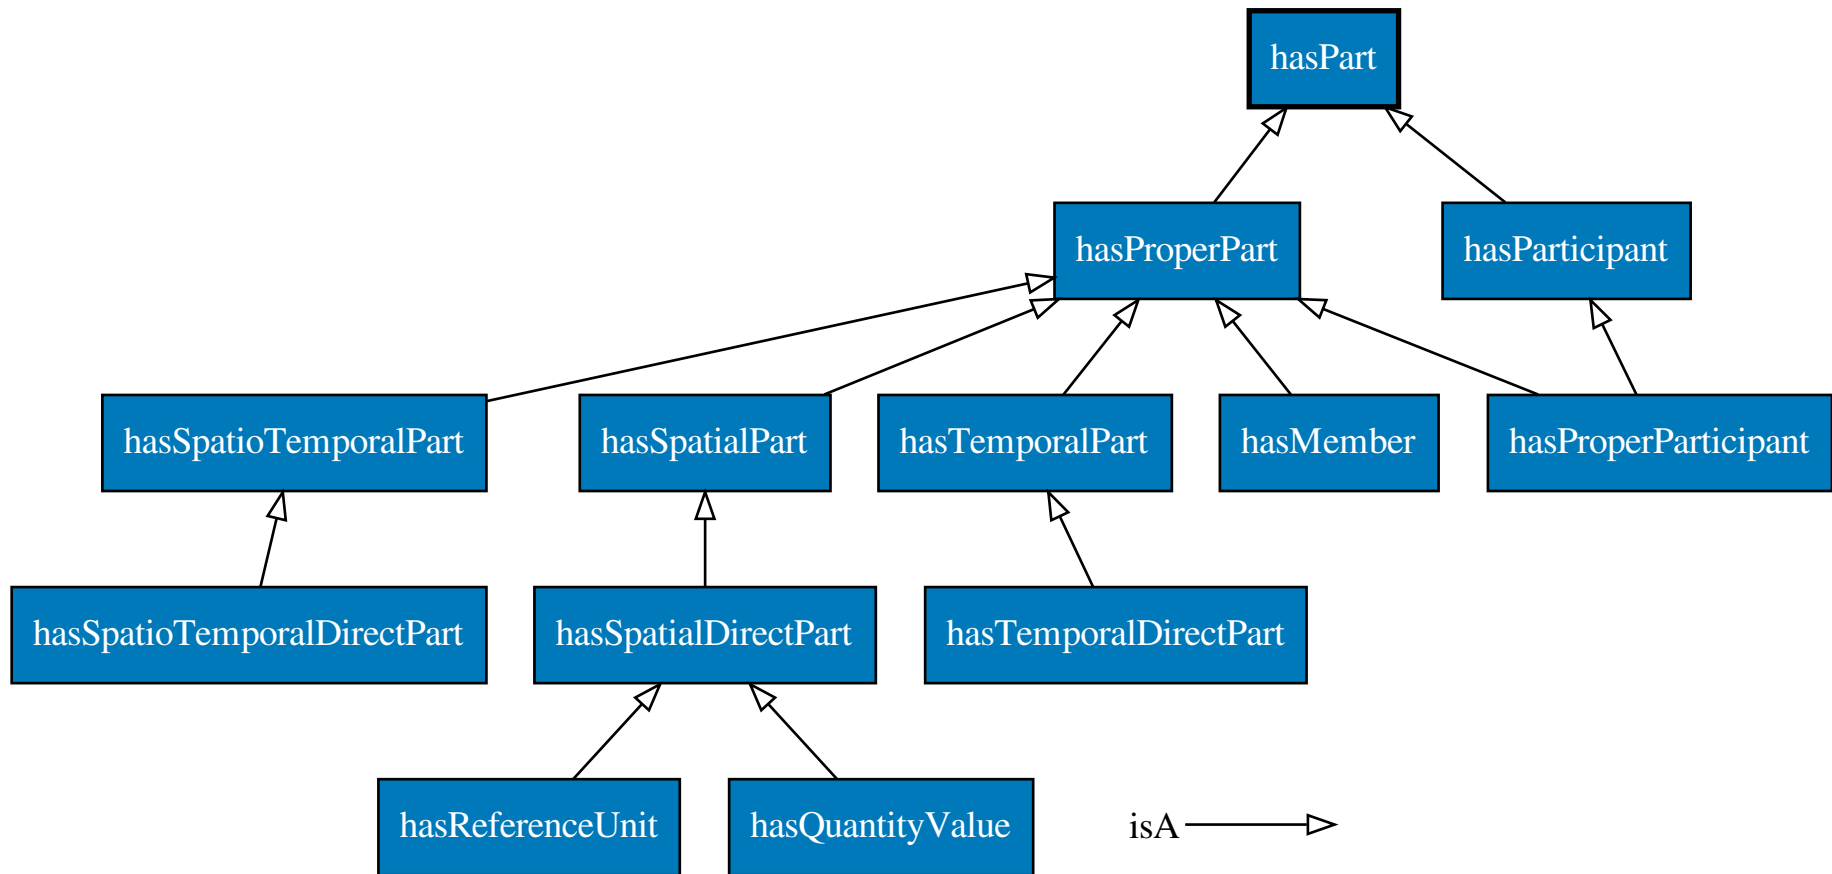 hasPart
hasProperPart
hasParticipant
hasSpatioTemporalPart
hasSpatialPart
hasTemporalPart
hasMember
hasProperParticipant
hasSpatioTemporalDirectPart
hasSpatialDirectPart
hasTemporalDirectPart
hasReferenceUnit
hasQuantityValue
isA